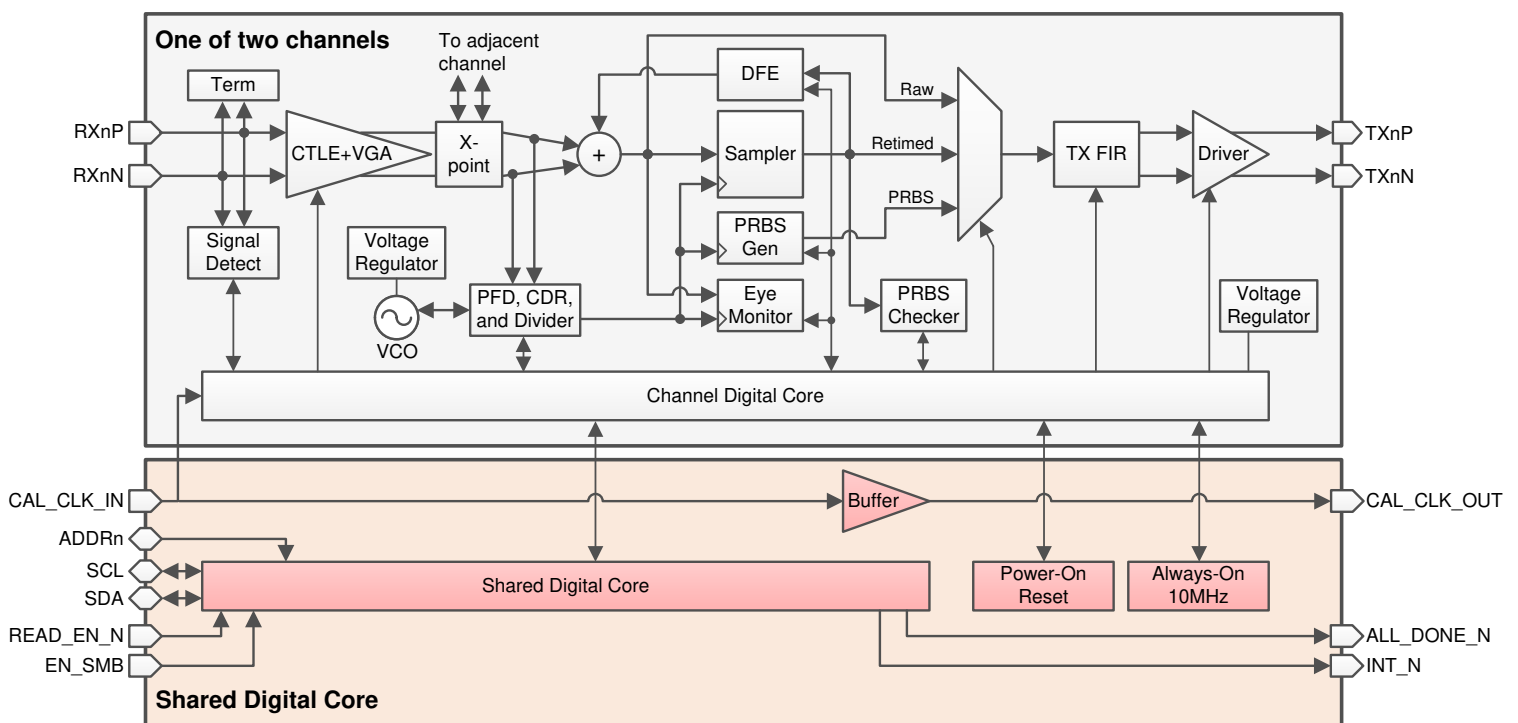 One of two channels
To adjacent
channel
Term
DFE
Raw
RXnP
RXnN
CTLE+VGA
X-
point
+
Sampler
Retimed
TX FIR
Driver
TXnP
TXnN
PRBS
Signal
Detect
Voltage
Regulator
PRBS
Gen
VCO
PFD, CDR,
and Divider
Eye
Monitor
PRBS
Checker
Voltage
Regulator
Channel Digital Core
CAL_CLK_IN
Buffer
CAL_CLK_OUT
ADDRn
SCL
SDA
Shared Digital Core
Power-On
Reset
Always-On
10MHz
READ_EN_N
EN_SMB
ALL_DONE_N
INT_N
Shared Digital Core